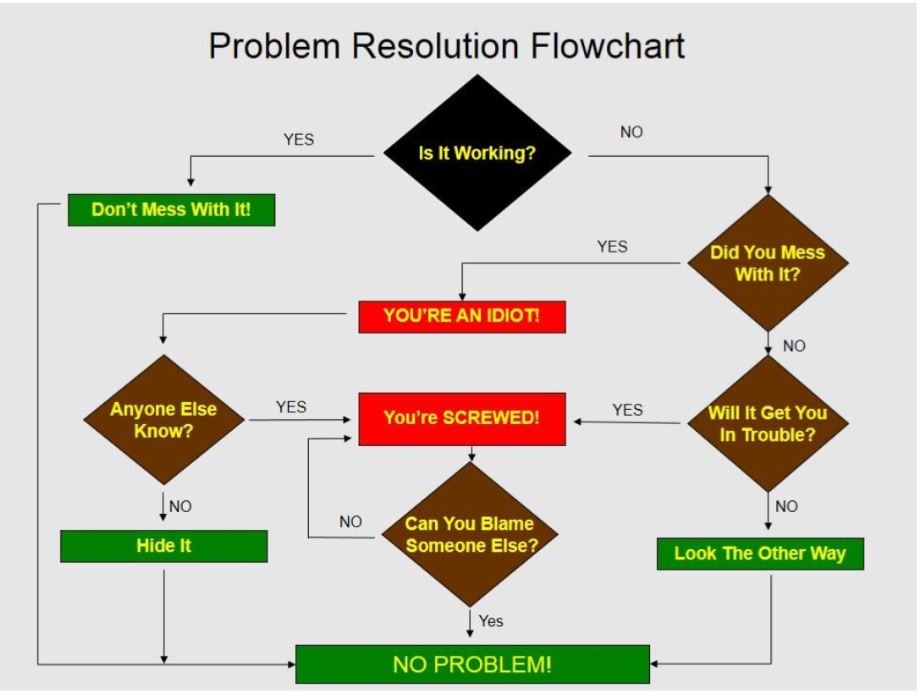 Problem Resolution Flowchart
YES
Is It Working?
NO
Don't Mess With It!
YES
Did You Mess
With It?
YOU'RE AN IDIOT!
NO
Anyone Else
Know?
YES
You're SCREWED!
YES
Will It Get You
In Trouble?
NO
Hide It
NO
Can You Blame
Someone Else?
NO
Look The Other Way
Yes
NO PROBLEM!